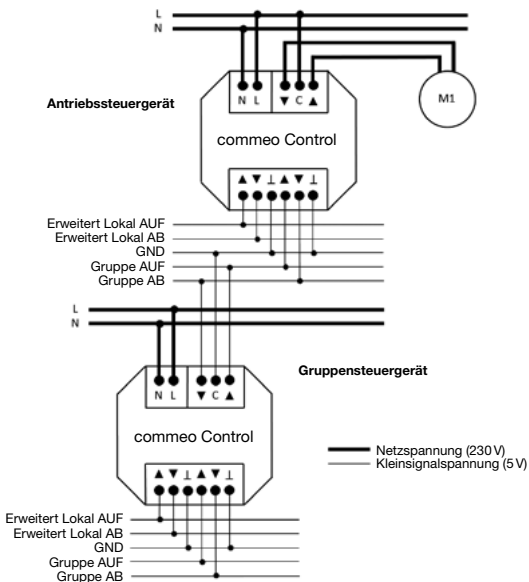 L
N
M1
Antriebssteuergerät
N L ▼ C ▲
commeo Control
▲ ▼ ⊥ ▲ ▼ ⊥
Erweitert Lokal AUF
Erweitert Lokal AB
GND
Gruppe AUF
Gruppe AB
L
N
Gruppensteuergerät
N L ▼ C ▲
commeo Control
Netzspannung (230 V)
Kleinsignalspannung (5 V)
▲ ▼ ⊥ ▲ ▼ ⊥
Erweitert Lokal AUF
Erweitert Lokal AB
GND
Gruppe AUF
Gruppe AB